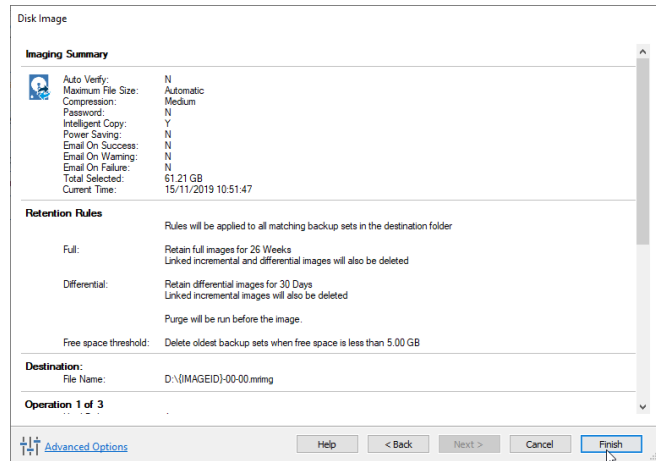 Disk Image
Imaging Summary
Auto Verify: N
Maximum File Size: Automatic
Compression: Medium
Password: N
Intelligent Copy: Y
Power Saving: N
Email On Success: N
Email On Warning: N
Email On Failure: N
Total Selected: 61.21 GB
Current Time: 15/11/2019 10:51:47
Retention Rules
Rules will be applied to all matching backup sets in the destination folder
Full: Retain full images for 26 Weeks
Linked incremental and differential images will also be deleted
Differential: Retain differential images for 30 Days
Linked incremental images will also be deleted
Purge will be run before the image.
Free space threshold: Delete oldest backup sets when free space is less than 5.00 GB
Destination:
File Name: D:\{IMAGEID}-00-00.mrimg
Operation 1 of 3
Advanced Options
Help < Back Next > Cancel Finish